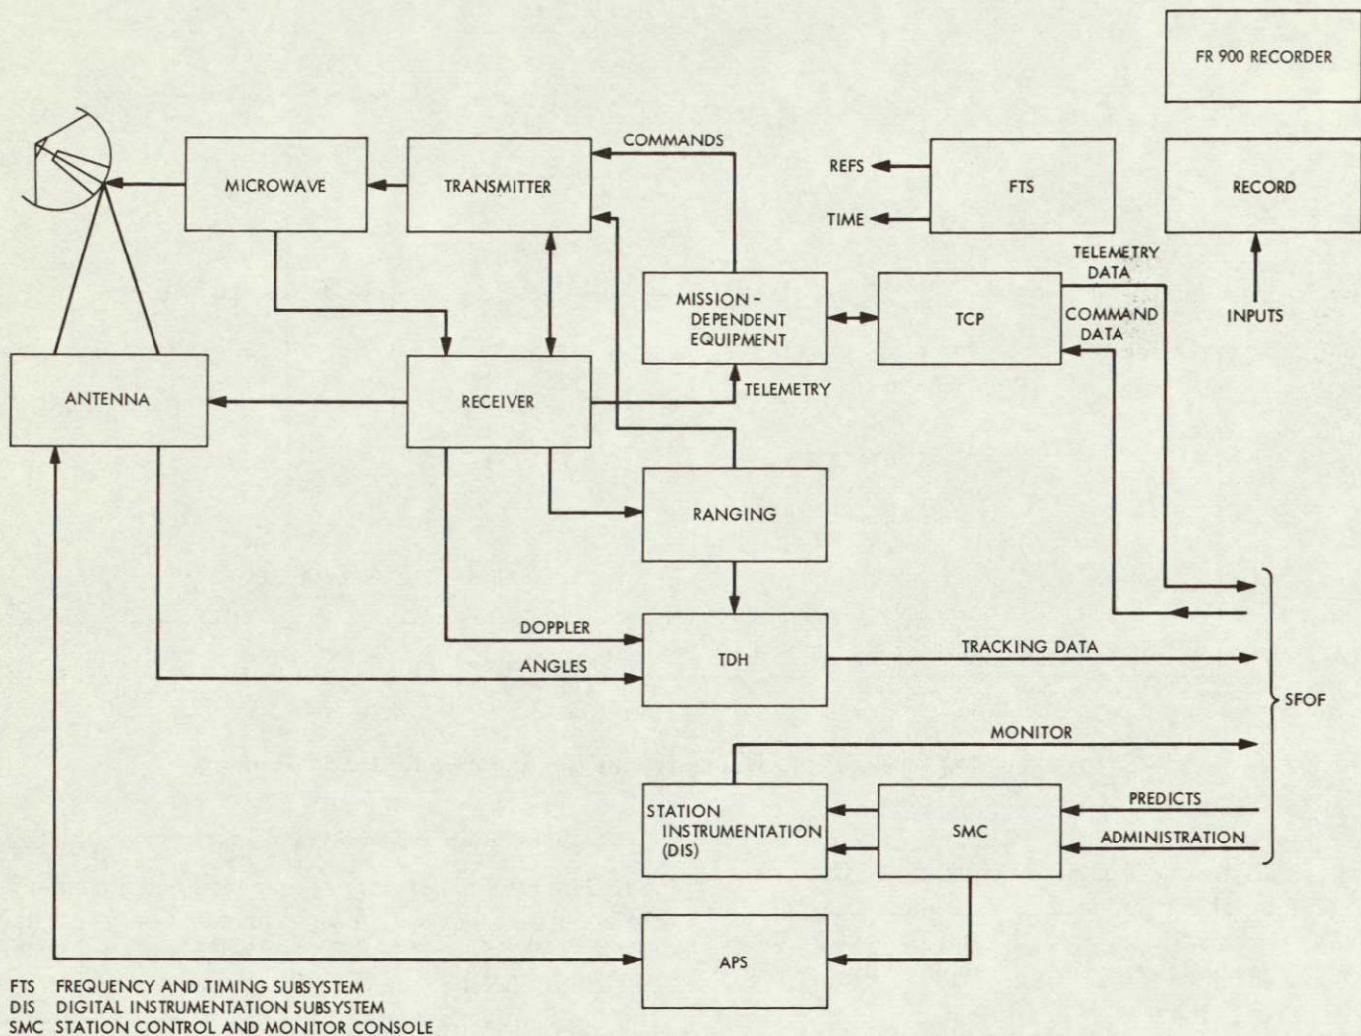 FR 900 RECORDER
MICROWAVE
TRANSMITTER
COMMANDS
REFS
TIME
FTS
RECORD
MISSION -
DEPENDENT
EQUIPMENT
TCP
TELEMETRY
DATA
COMMAND
DATA
INPUTS
ANTENNA
RECEIVER
TELEMETRY
RANGING
DOPPLER
ANGLES
TDH
TRACKING DATA
SFOF
MONITOR
STATION
INSTRUMENTATION
(DIS)
SMC
PREDICTS
ADMINISTRATION
APS
FTS FREQUENCY AND TIMING SUBSYSTEM
DIS DIGITAL INSTRUMENTATION SUBSYSTEM
SMC STATION CONTROL AND MONITOR CONSOLE